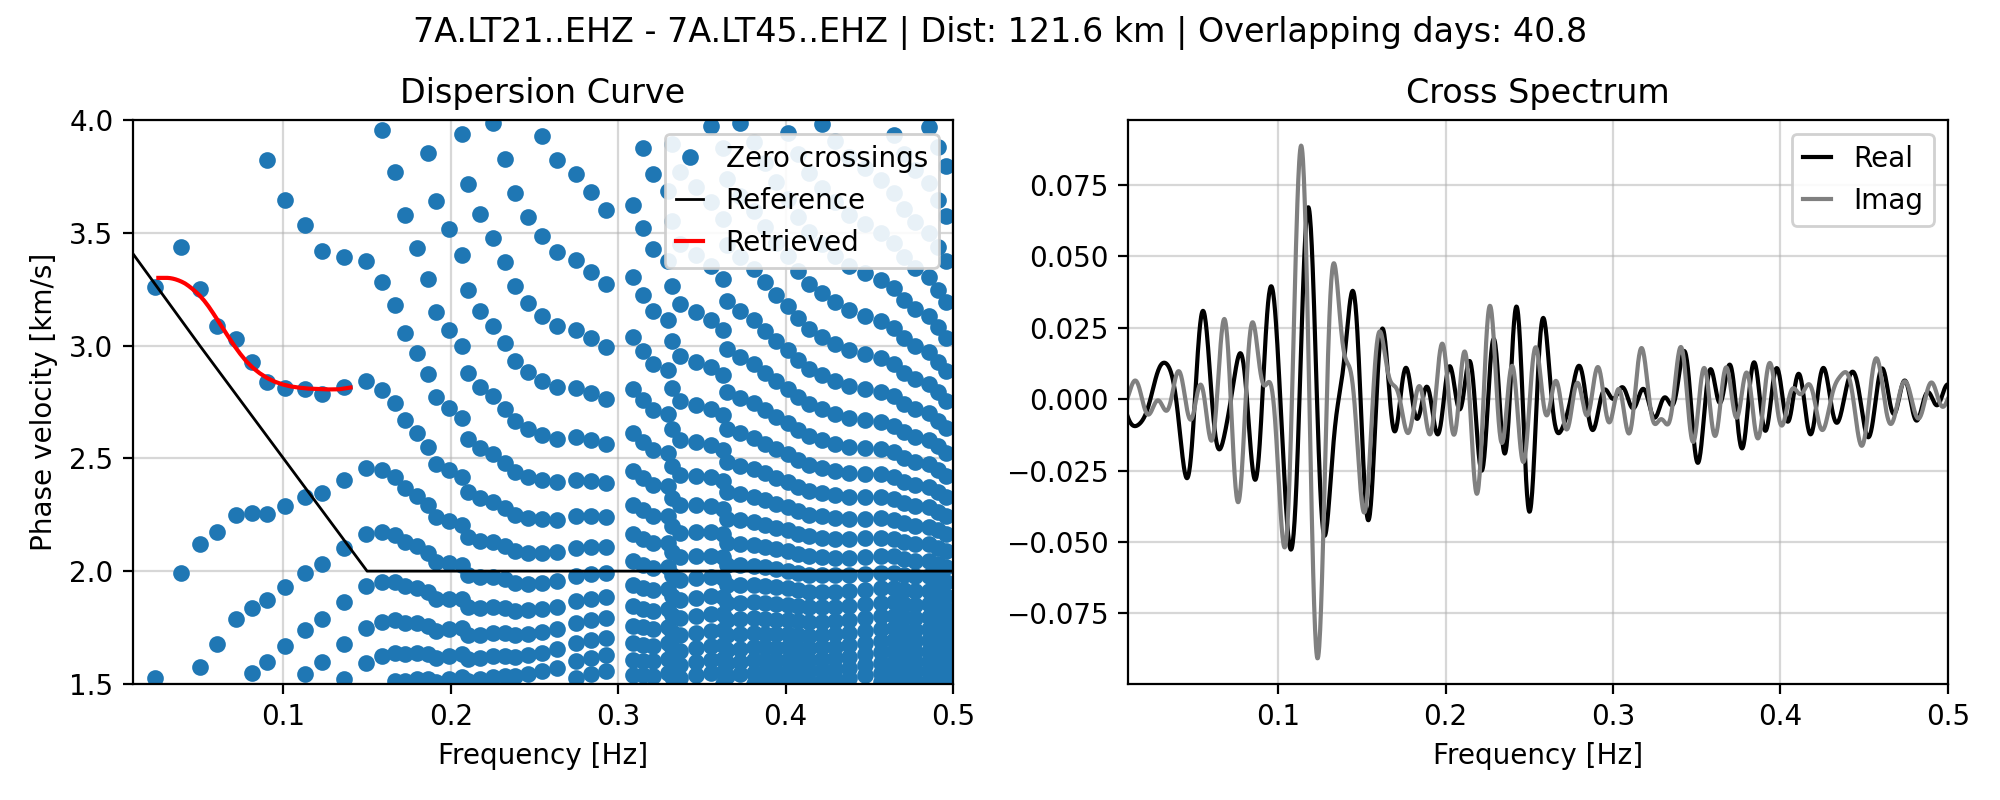 7A.LT21..EHZ - 7A.LT45..EHZ | Dist: 121.6 km | Overlapping days: 40.8
Dispersion Curve
4.0
3.5
3.0
2.5
2.0
1.5
Phase velocity [km/s]
Zero crossings
Reference
Retrieved
0.1 0.2 0.3 0.4 0.5
Frequency [Hz]
Cross Spectrum
0.075
0.050
0.025
0.000
−0.025
−0.050
−0.075
Real
Imag
0.1 0.2 0.3 0.4 0.5
Frequency [Hz]